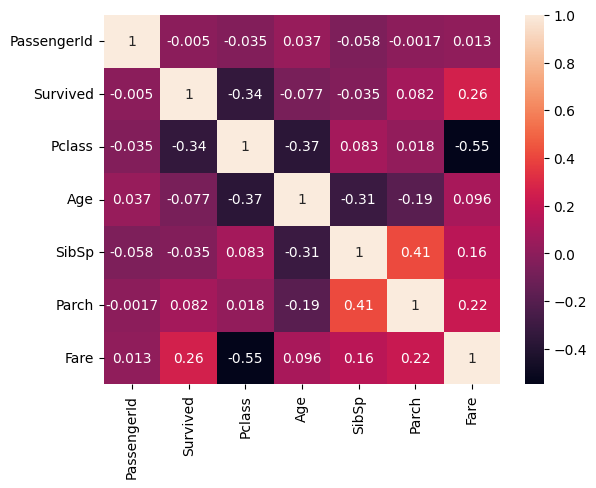 PassengerId 1 -0.005 -0.035 0.037 -0.058 -0.0017 0.013
Survived -0.005 1 -0.34 -0.077 -0.035 0.082 0.26
Pclass -0.035 -0.34 1 -0.37 0.083 0.018 -0.55
Age 0.037 -0.077 -0.37 1 -0.31 -0.19 0.096
SibSp -0.058 -0.035 0.083 -0.31 1 0.41 0.16
Parch -0.0017 0.082 0.018 -0.19 0.41 1 0.22
Fare 0.013 0.26 -0.55 0.096 0.16 0.22 1
PassengerId
Survived
Pclass
Age
SibSp
Parch
Fare
1.0
0.8
0.6
0.4
0.2
0.0
−0.2
−0.4